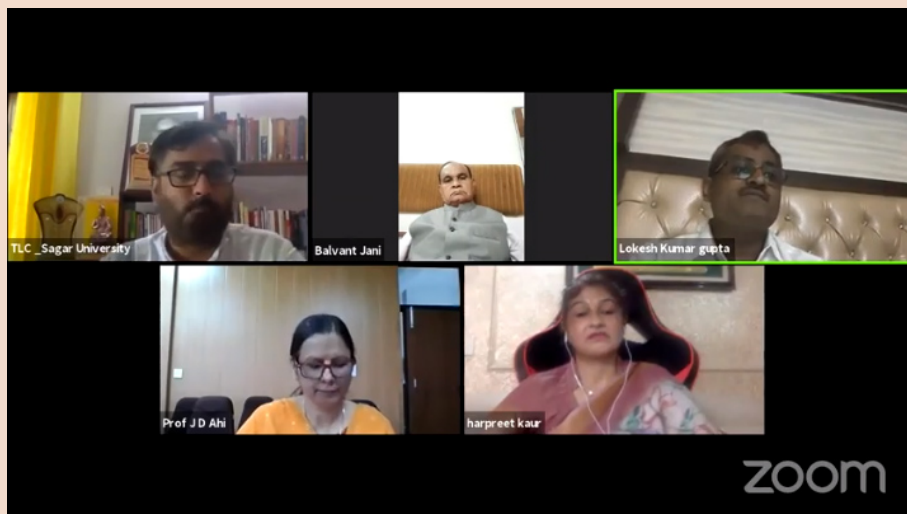 TLC _Sagar University
Balvant Jani
Lokesh Kumar gupta
Prof J D Ahi
harpreet kaur
zoom